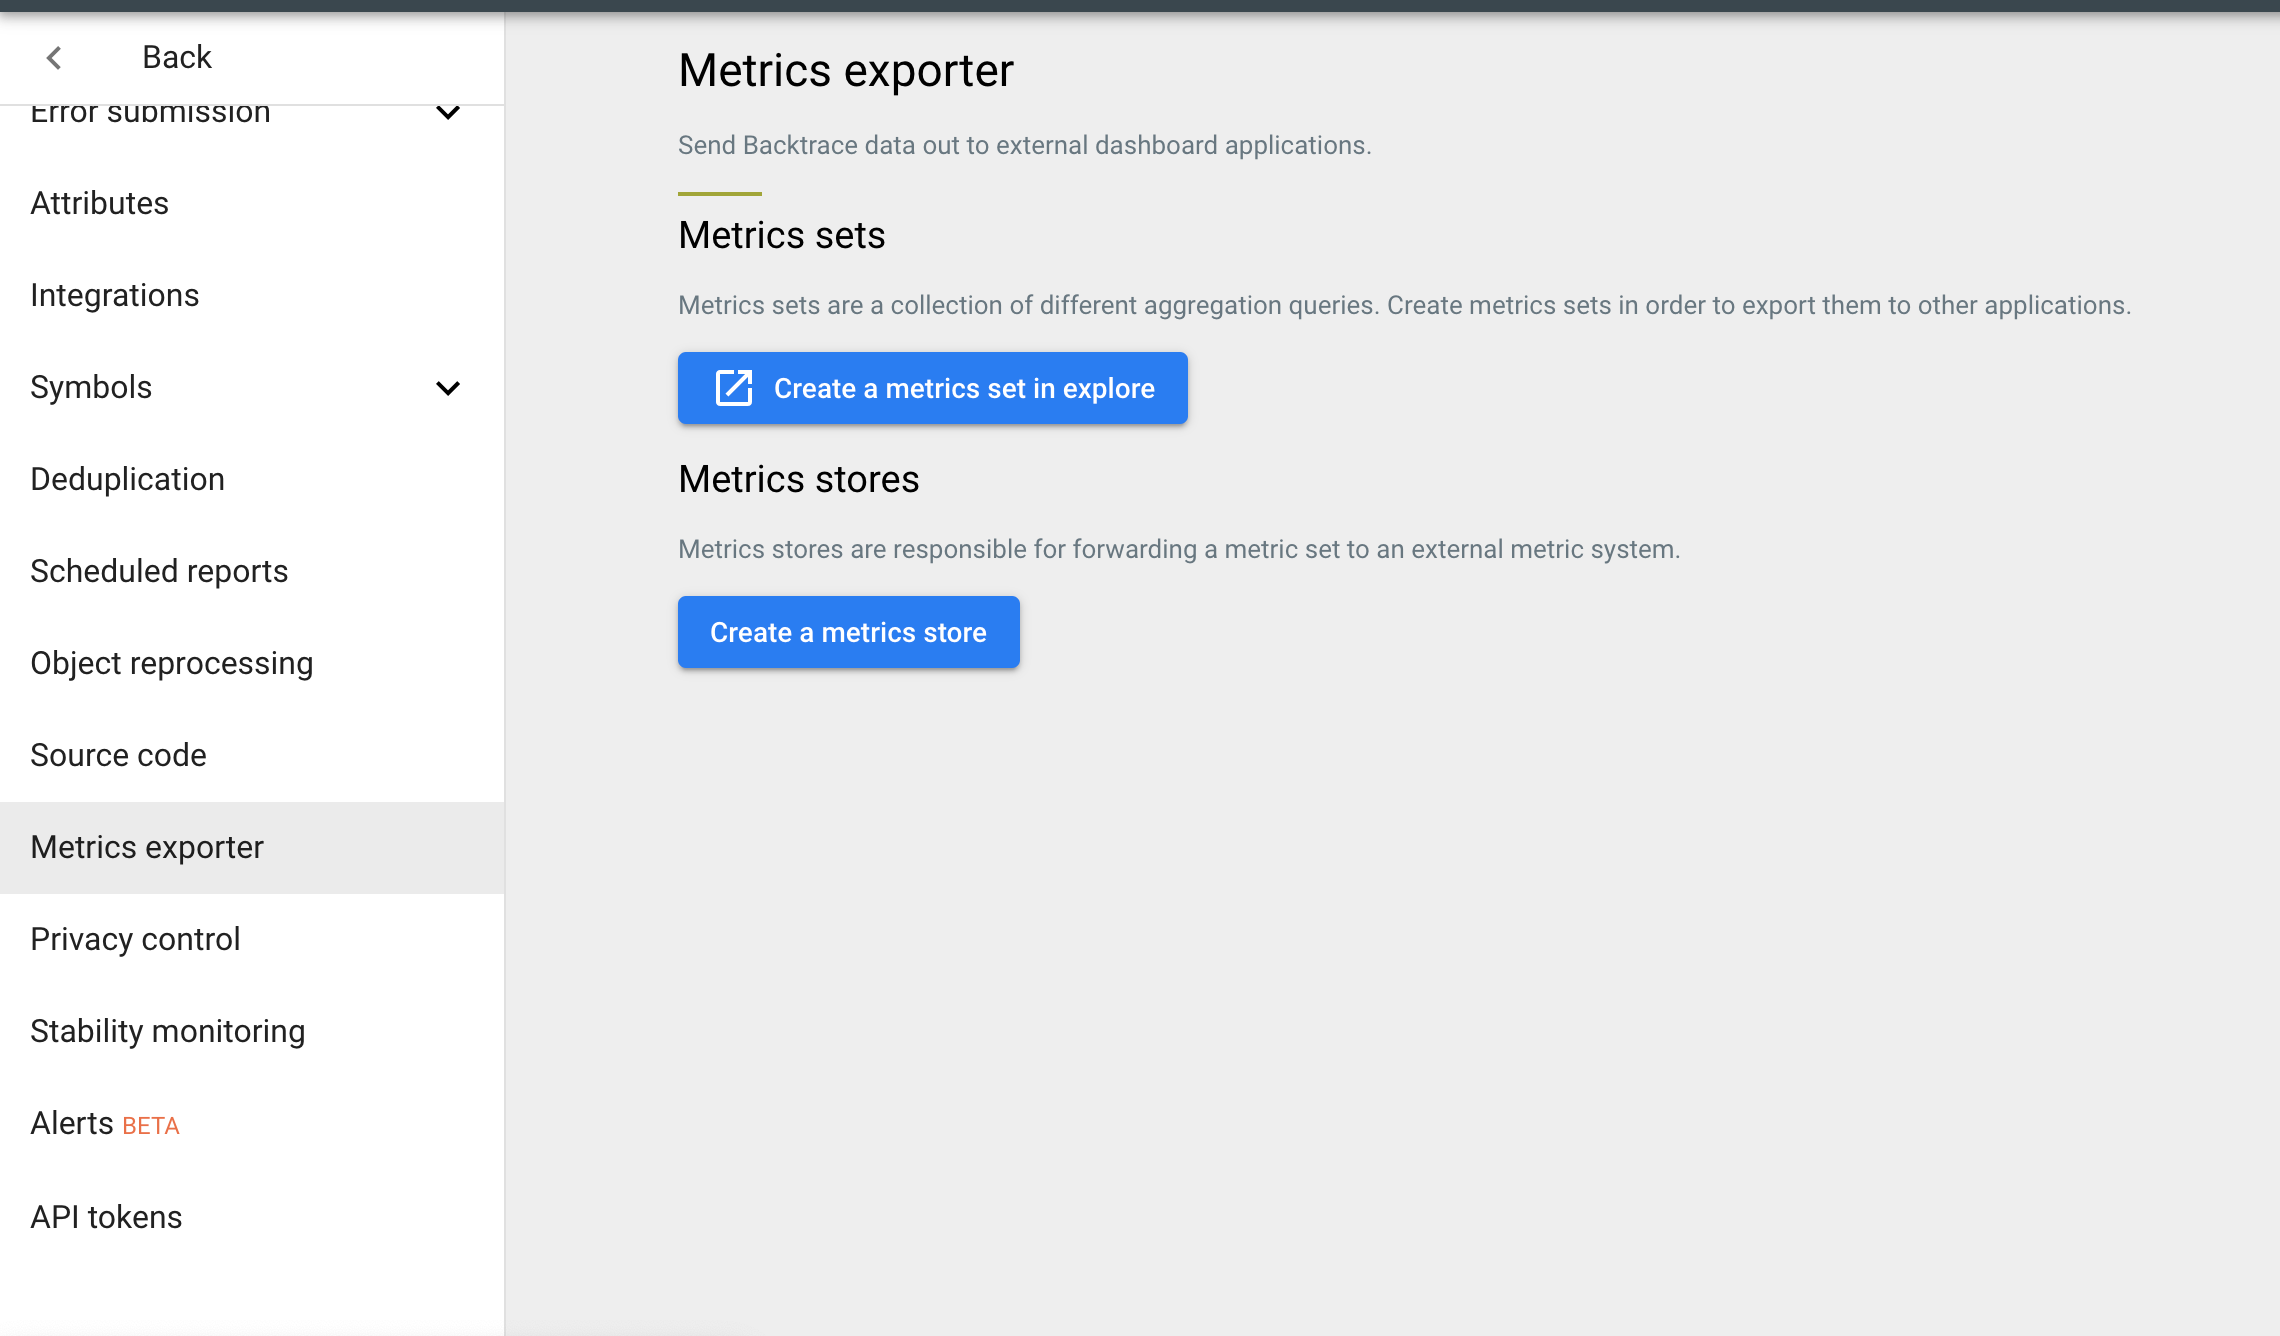 Back
Error submission
Attributes
Integrations
Symbols
Deduplication
Scheduled reports
Object reprocessing
Source code
Metrics exporter
Privacy control
Stability monitoring
Alerts BETA
API tokens
Metrics exporter
Send Backtrace data out to external dashboard applications.
Metrics sets
Metrics sets are a collection of different aggregation queries. Create metrics sets in order to export them to other applications.
Create a metrics set in explore
Metrics stores
Metrics stores are responsible for forwarding a metric set to an external metric system.
Create a metrics store